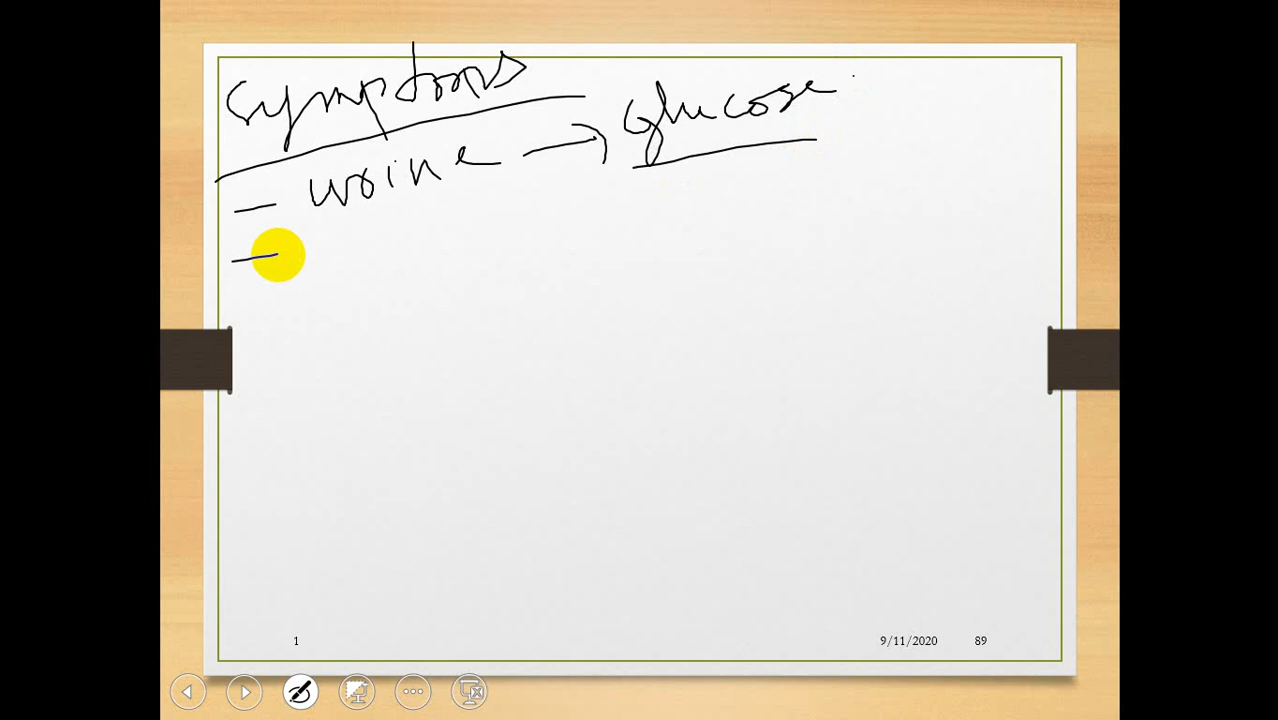 Symptoms
- urine → glucose
-
1 9/11/2020 89